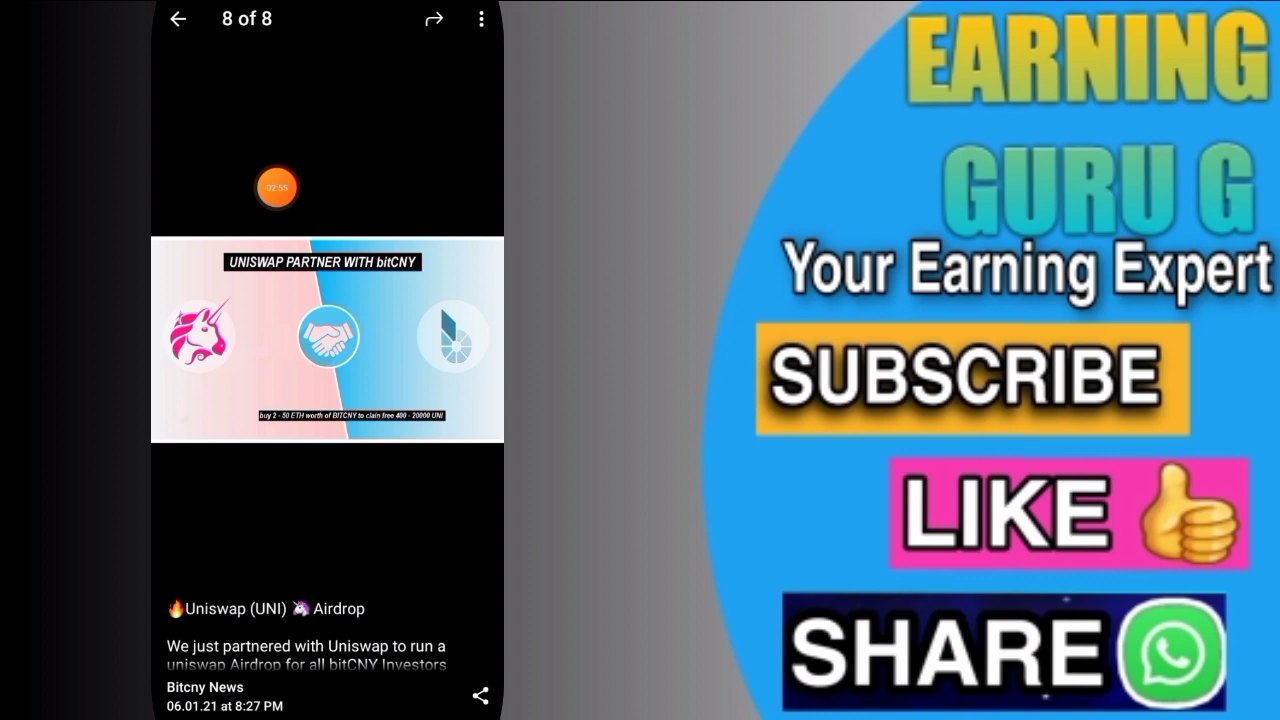 8 of 8
02:55
UNISWAP PARTNER WITH bitCNY
buy 2 - 50 ETH worth of BITCNY to clain free 400 - 20000 UNI
🔥Uniswap (UNI) 🦄 Airdrop
We just partnered with Uniswap to run a
uniswap Airdrop for all bitCNY Investors
Bitcny News
06.01.21 at 8:27 PM
EARNING
GURU G
Your Earning Expert
SUBSCRIBE
LIKE 👍
SHARE